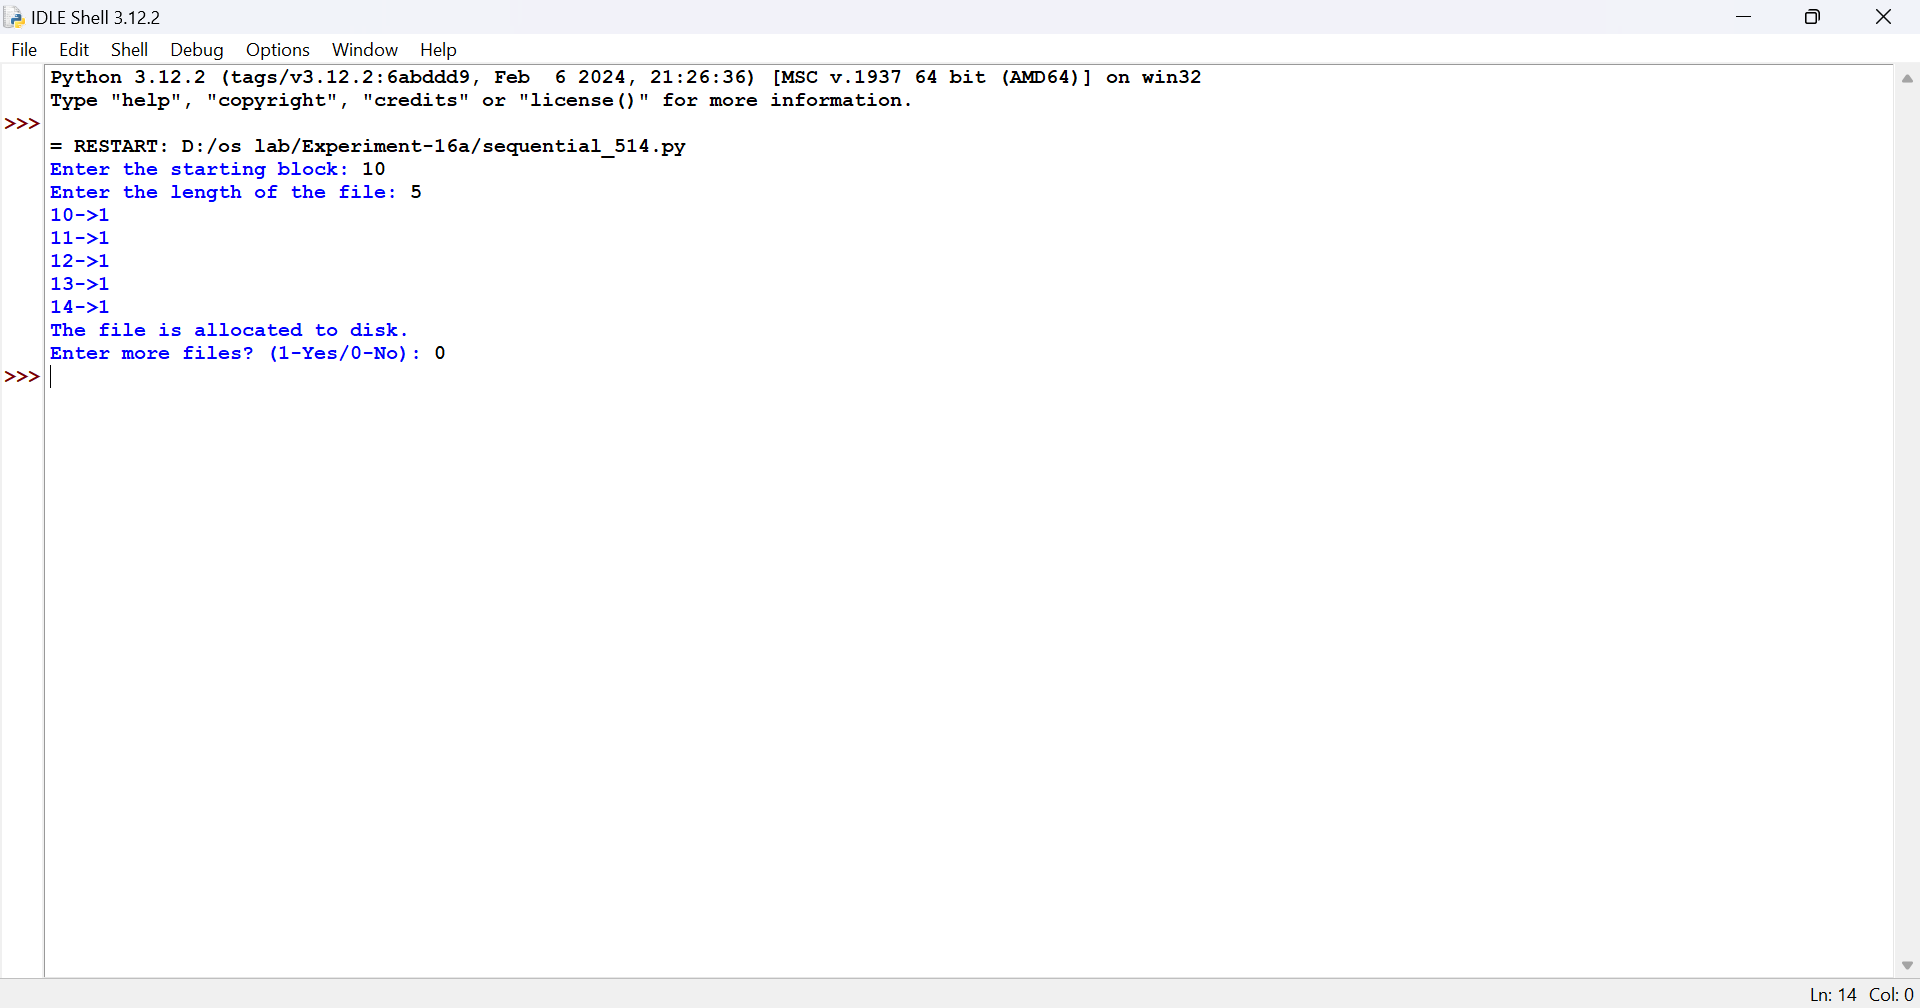 IDLE Shell 3.12.2
File Edit Shell Debug Options Window Help
Python 3.12.2 (tags/v3.12.2:6abddd9, Feb  6 2024, 21:26:36) [MSC v.1937 64 bit (AMD64)] on win32
Type "help", "copyright", "credits" or "license()" for more information.
>>>
= RESTART: D:/os lab/Experiment-16a/sequential_514.py
Enter the starting block: 10
Enter the length of the file: 5
10->1
11->1
12->1
13->1
14->1
The file is allocated to disk.
Enter more files? (1-Yes/0-No): 0
>>>
Ln: 14 Col: 0